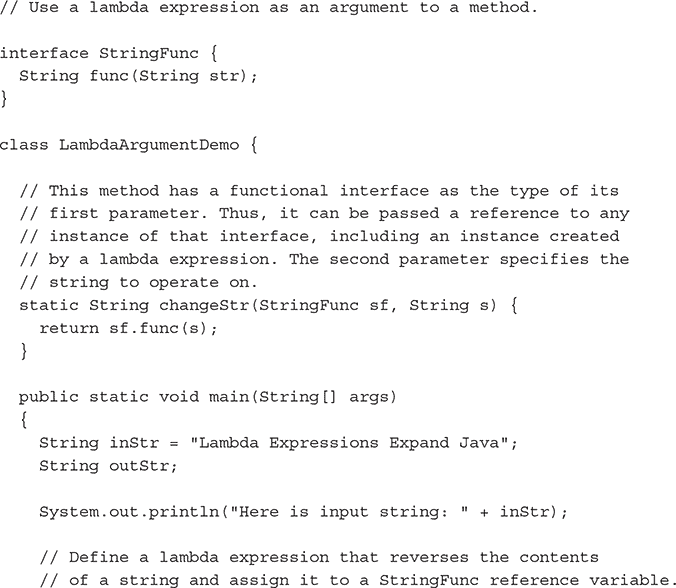 // Use a lambda expression as an argument to a method.
interface StringFunc {
String func(String str);
}
class LambdaArgumentDemo {
// This method has a functional interface as the type of its
// first parameter. Thus, it can be passed a reference to any
// instance of that interface, including an instance created
// by a lambda expression. The second parameter specifies the
// string to operate on.
static String changeStr(StringFunc sf, String s) {
return sf.func(s);
}
public static void main(String[] args)
{
String inStr = "Lambda Expressions Expand Java";
String outStr;
System.out.println("Here is input string: " + inStr);
// Define a lambda expression that reverses the contents
// of a string and assign it to a StringFunc reference variable.